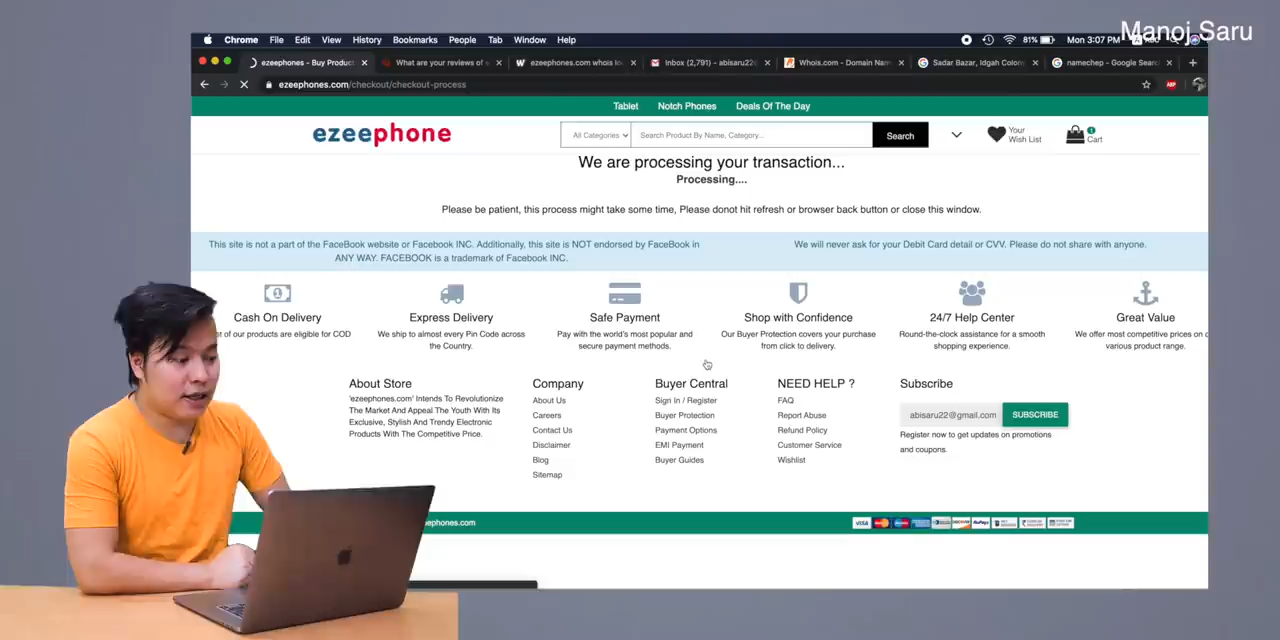 Manoj Saru
Chrome File Edit View History Bookmarks People Tab Window Help
81% Mon 3:07 PM
ezeephones - Buy Product
What are your reviews of e
ezeephones.com whois lo
Inbox (2,791) - abisaru22
Whois.com - Domain Nam
Sadar Bazar, Idgah Colony
namechep - Google Searc
ezeephones.com/checkout/checkout-process
ABP
Tablet Notch Phones Deals Of The Day
ezeephone
All Categories
Search Product By Name, Category...
Search
Your
Wish List
1
Cart
We are processing your transaction...
Processing....
Please be patient, this process might take some time, Please donot hit refresh or browser back button or close this window.
This site is not a part of the FaceBook website or Facebook INC. Additionally, this site is NOT endorsed by FaceBook in
ANY WAY. FACEBOOK is a trademark of Facebook INC.
We will never ask for your Debit Card detail or CVV. Please do not share with anyone.
Cash On Delivery
t of our products are eligible for COD
Express Delivery
We ship to almost every Pin Code across
the Country.
Safe Payment
Pay with the world's most popular and
secure payment methods.
Shop with Confidence
Our Buyer Protection covers your purchase
from click to delivery.
24/7 Help Center
Round-the-clock assistance for a smooth
shopping experience.
Great Value
We offer most competitive prices on o
various product range.
About Store
'ezeephones.com' Intends To Revolutionize
The Market And Appeal The Youth With Its
Exclusive, Stylish And Trendy Electronic
Products With The Competitive Price.
Company
About Us
Careers
Contact Us
Disclaimer
Blog
Sitemap
Buyer Central
Sign In / Register
Buyer Protection
Payment Options
EMI Payment
Buyer Guides
NEED HELP ?
FAQ
Report Abuse
Refund Policy
Customer Service
Wishlist
Subscribe
abisaru22@gmail.com
SUBSCRIBE
Register now to get updates on promotions
and coupons.
ephones.com
VISA
DISCOVER
RuPay